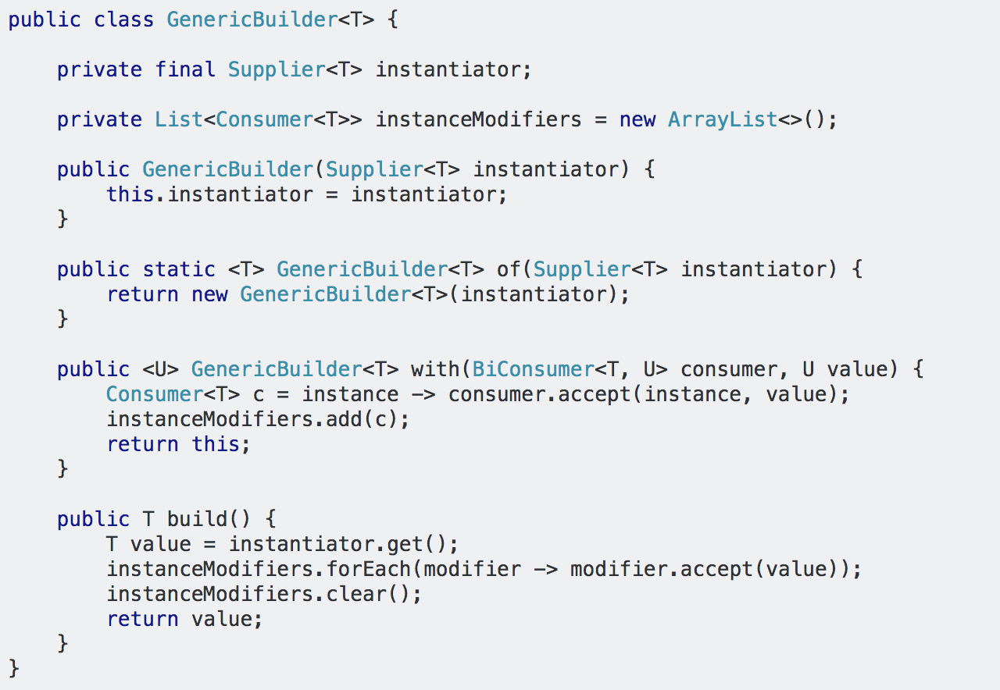 public class GenericBuilder<T> {

    private final Supplier<T> instantiator;

    private List<Consumer<T>> instanceModifiers = new ArrayList<>();

    public GenericBuilder(Supplier<T> instantiator) {
        this.instantiator = instantiator;
    }

    public static <T> GenericBuilder<T> of(Supplier<T> instantiator) {
        return new GenericBuilder<T>(instantiator);
    }

    public <U> GenericBuilder<T> with(BiConsumer<T, U> consumer, U value) {
        Consumer<T> c = instance -> consumer.accept(instance, value);
        instanceModifiers.add(c);
        return this;
    }

    public T build() {
        T value = instantiator.get();
        instanceModifiers.forEach(modifier -> modifier.accept(value));
        instanceModifiers.clear();
        return value;
    }
}